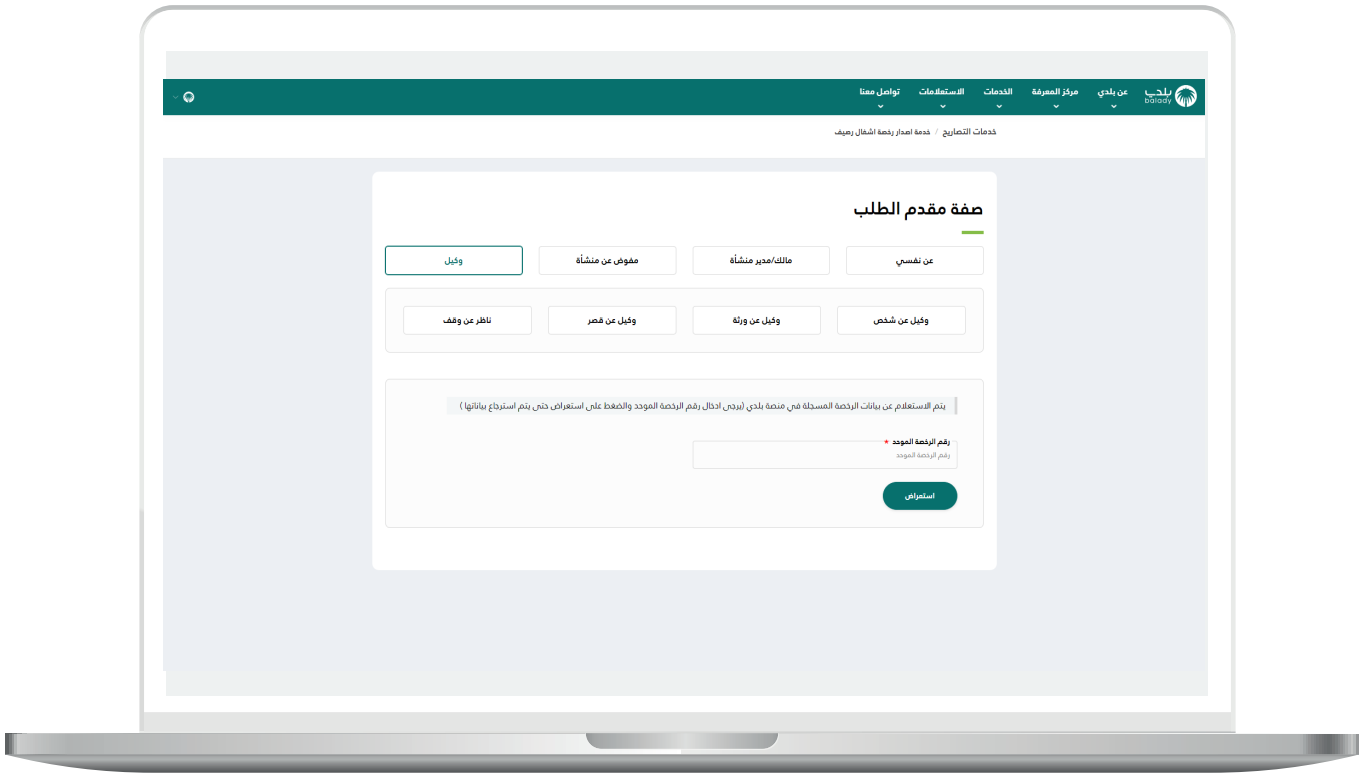 بلدي
balady
عن بلدي
مركز المعرفة
الخدمات
الاستعلامات
تواصل معنا
خدمات التصاريح / خدمة اصدار رخصة اشغال رصيف
صفة مقدم الطلب
عن نفسي
مالك/مدير منشأة
مفوض عن منشأة
وكيل
وكيل عن شخص
وكيل عن ورثة
وكيل عن قصر
ناظر عن وقف
يتم الاستعلام عن بيانات الرخصة المسجلة في منصة بلدي (يرجى ادخال رقم الرخصة الموحد والضغط على استعراض حتى يتم استرجاع بياناتها )
رقم الرخصة الموحد *
رقم الرخصة الموحد
استعراض